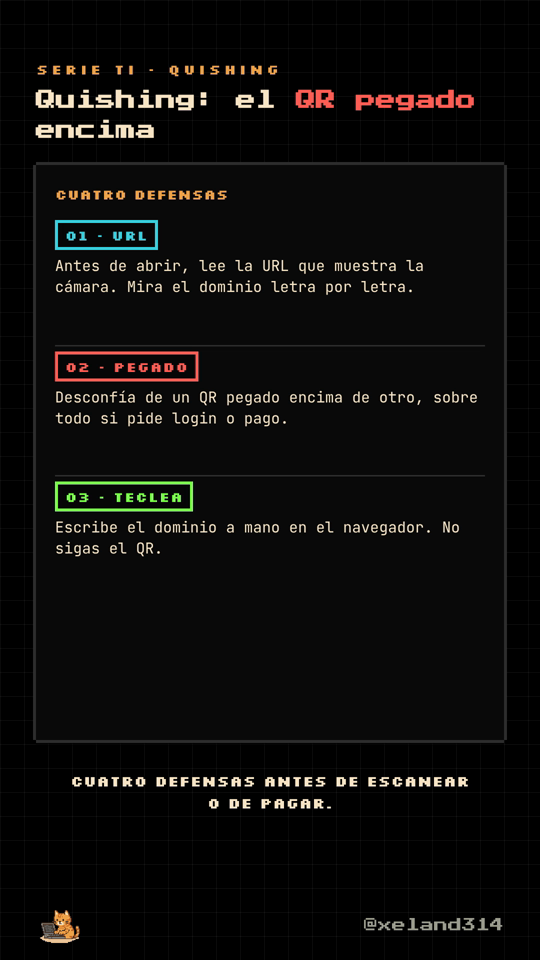 SERIE TI - QUISHING
Quishing: el QR pegado
encima
CUATRO DEFENSAS
01 - URL
Antes de abrir, lee la URL que muestra la
cámara. Mira el dominio letra por letra.
02 - PEGADO
Desconfía de un QR pegado encima de otro, sobre
todo si pide login o pago.
03 - TECLEA
Escribe el dominio a mano en el navegador. No
sigas el QR.
CUATRO DEFENSAS ANTES DE ESCANEAR
O DE PAGAR.
@xeland314